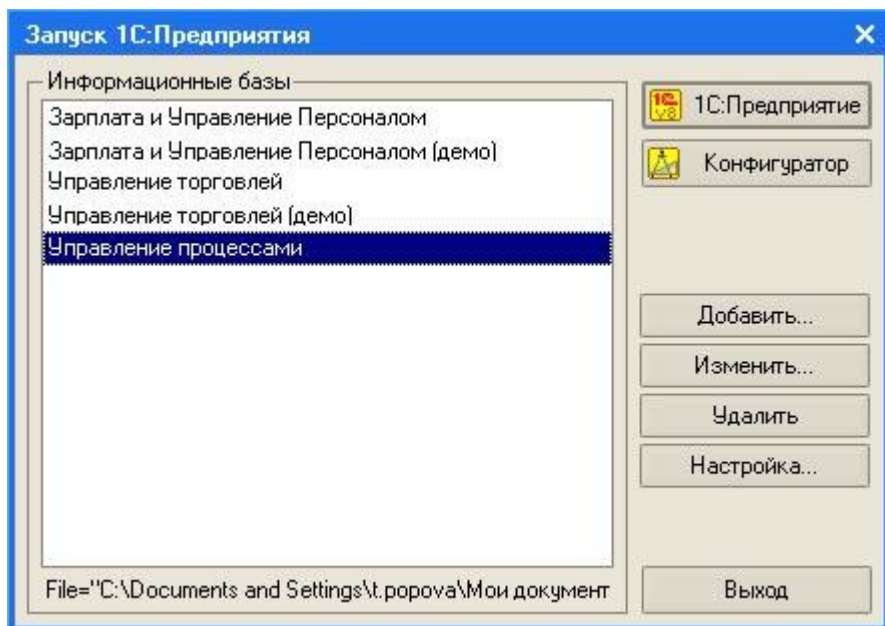 Запуск 1С:Предприятия
Информационные базы
Зарплата и Управление Персоналом
Зарплата и Управление Персоналом (демо)
Управление торговлей
Управление торговлей (демо)
Управление процессами
File="C:\Documents and Settings\t.popova\Мои документ
1С:Предприятие
Конфигуратор
Добавить...
Изменить...
Удалить
Настройка...
Выход